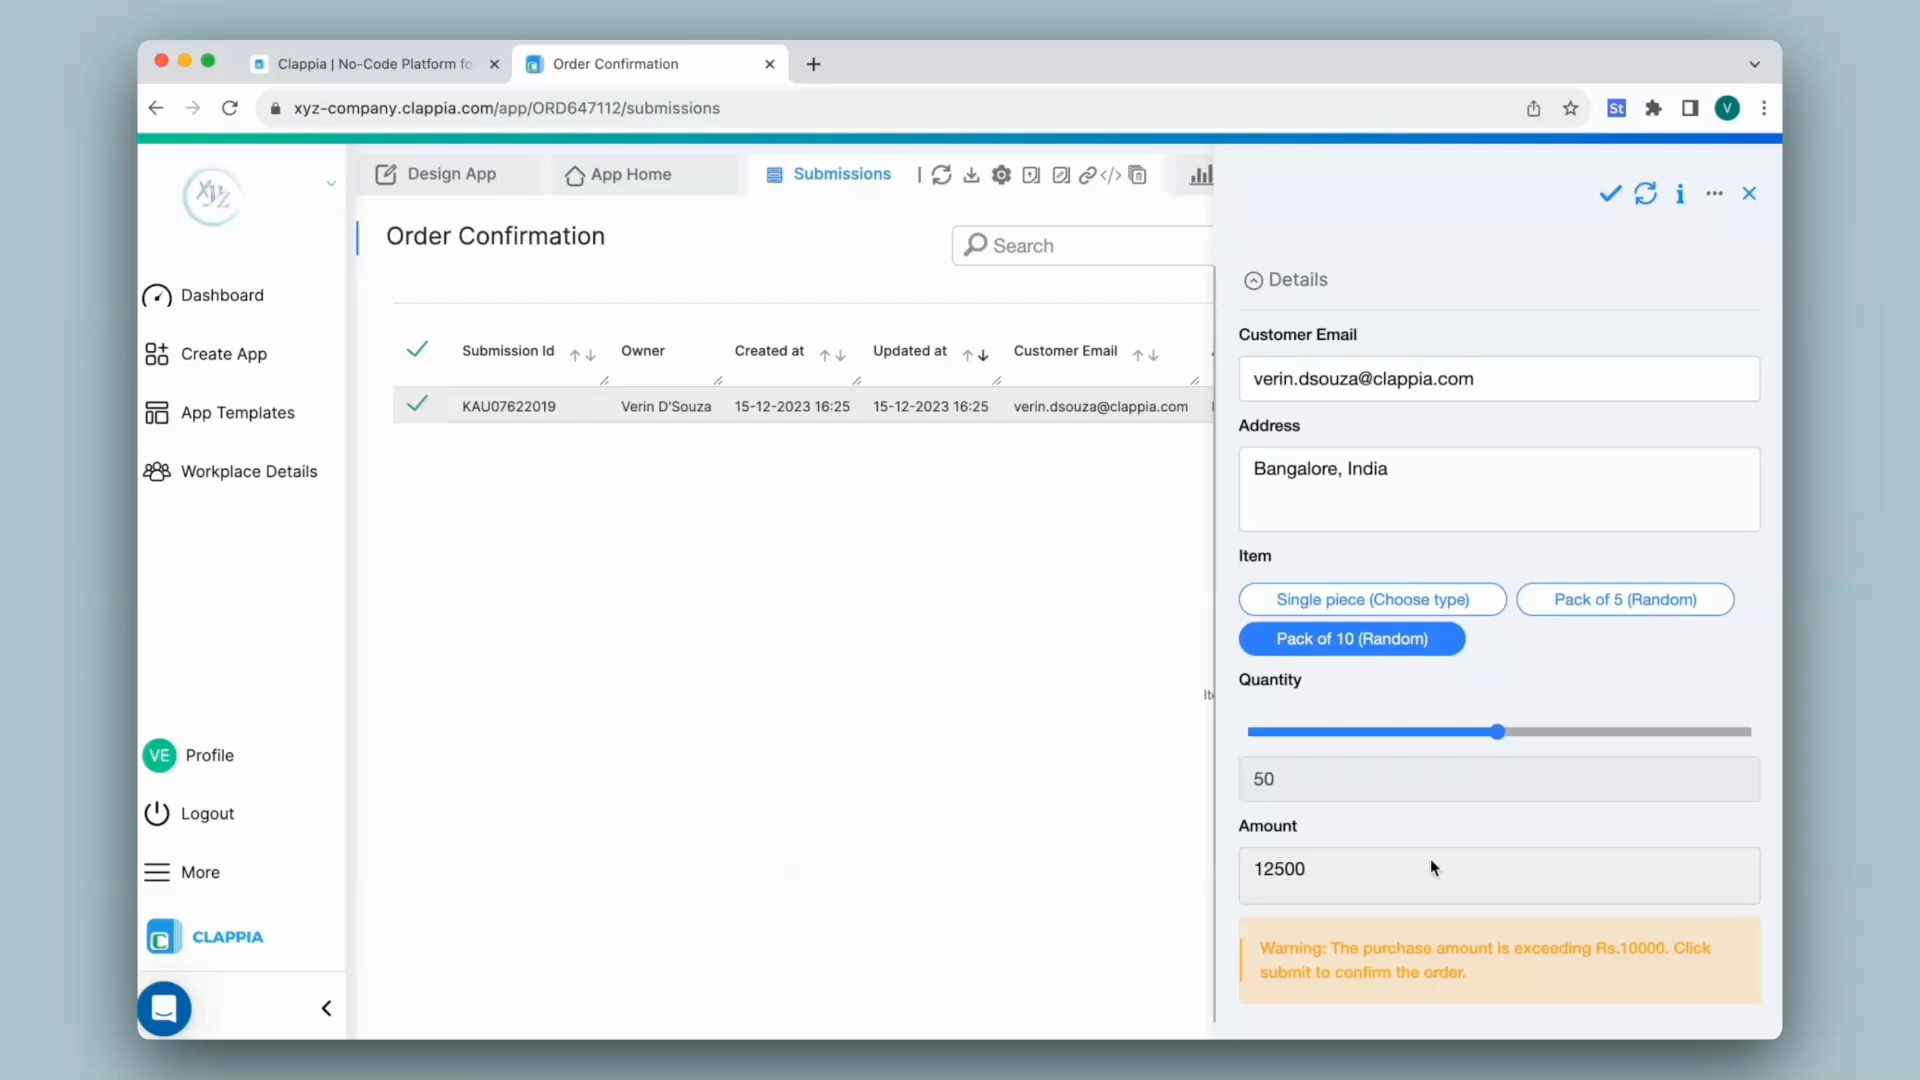 Clappia | No-Code Platform fo
Order Confirmation
xyz-company.clappia.com/app/ORD647112/submissions
St
V
XYZ
Design App
App Home
Submissions
Order Confirmation
Search
Dashboard
Create App
App Templates
Workplace Details
Submission Id
Owner
Created at
Updated at
Customer Email
KAU07622019
Verin D'Souza
15-12-2023 16:25
15-12-2023 16:25
verin.dsouza@clappia.com
Profile
VE
Logout
More
CLAPPIA
Details
Customer Email
verin.dsouza@clappia.com
Address
Bangalore, India
Item
Single piece (Choose type)
Pack of 5 (Random)
Pack of 10 (Random)
Quantity
50
Amount
12500
Warning: The purchase amount is exceeding Rs.10000. Click
submit to confirm the order.